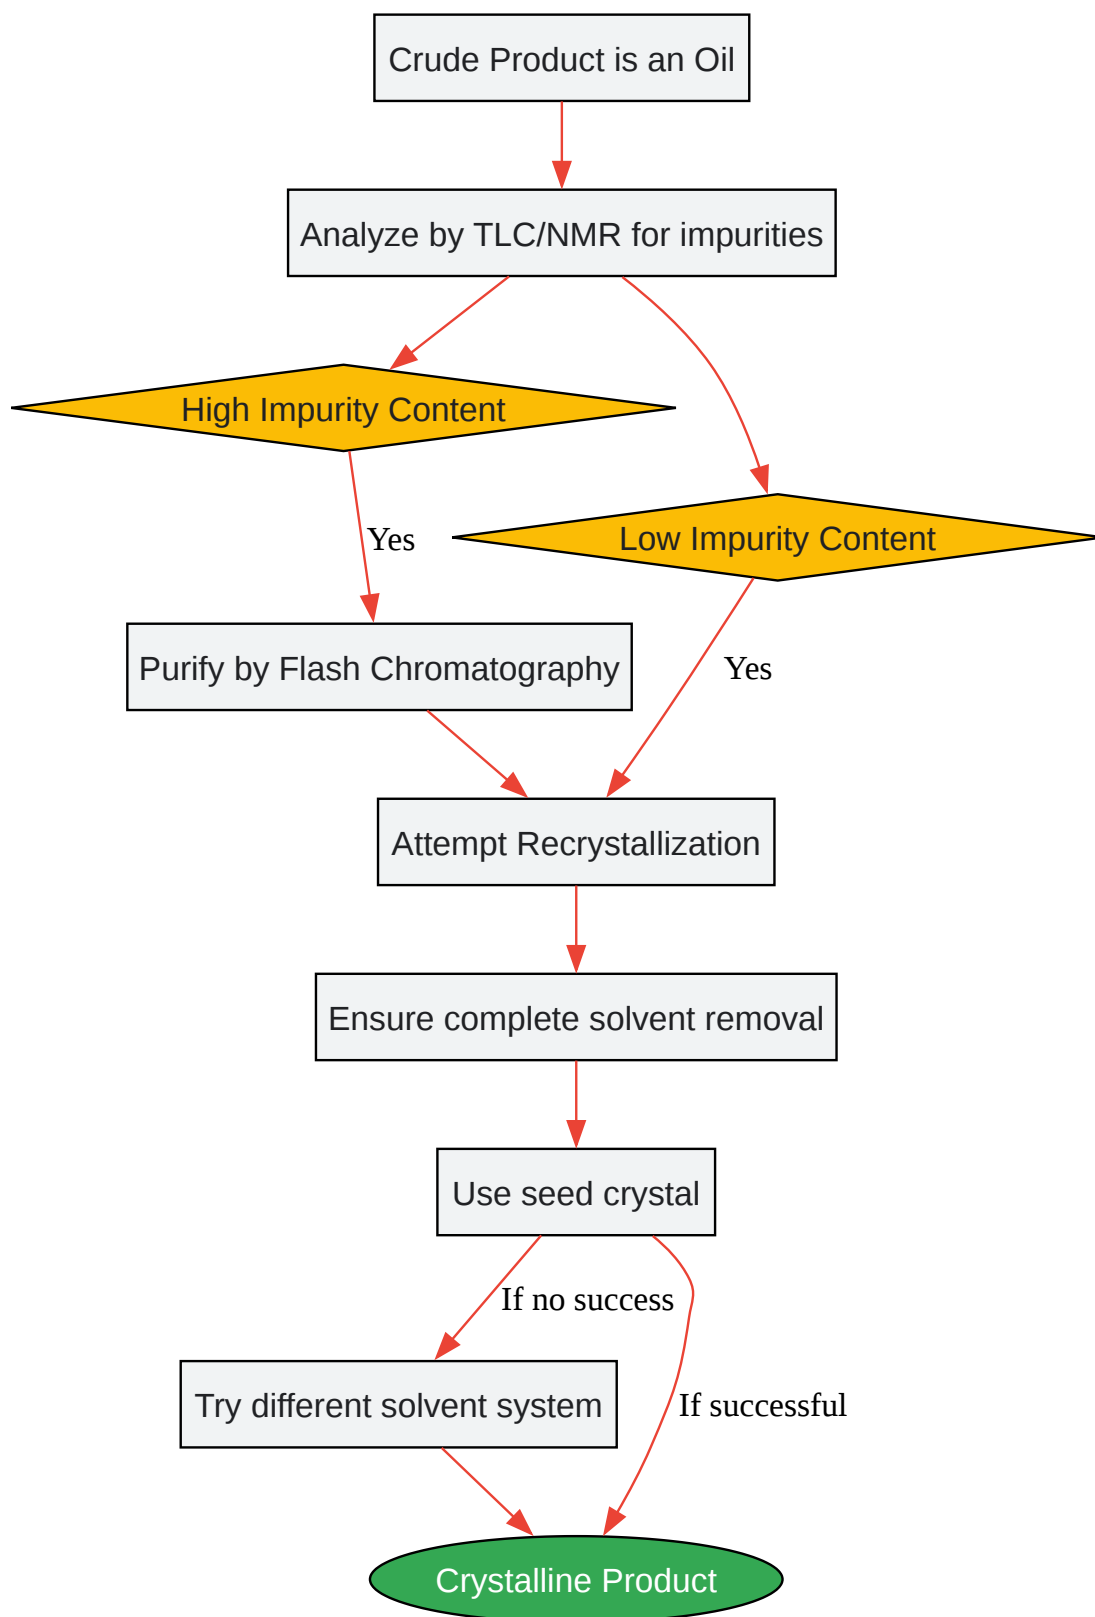 Crude Product is an Oil
Analyze by TLC/NMR for impurities
High Impurity Content
Yes
Low Impurity Content
Purify by Flash Chromatography
Yes
Attempt Recrystallization
Ensure complete solvent removal
Use seed crystal
If no success
Try different solvent system
If successful
Crystalline Product